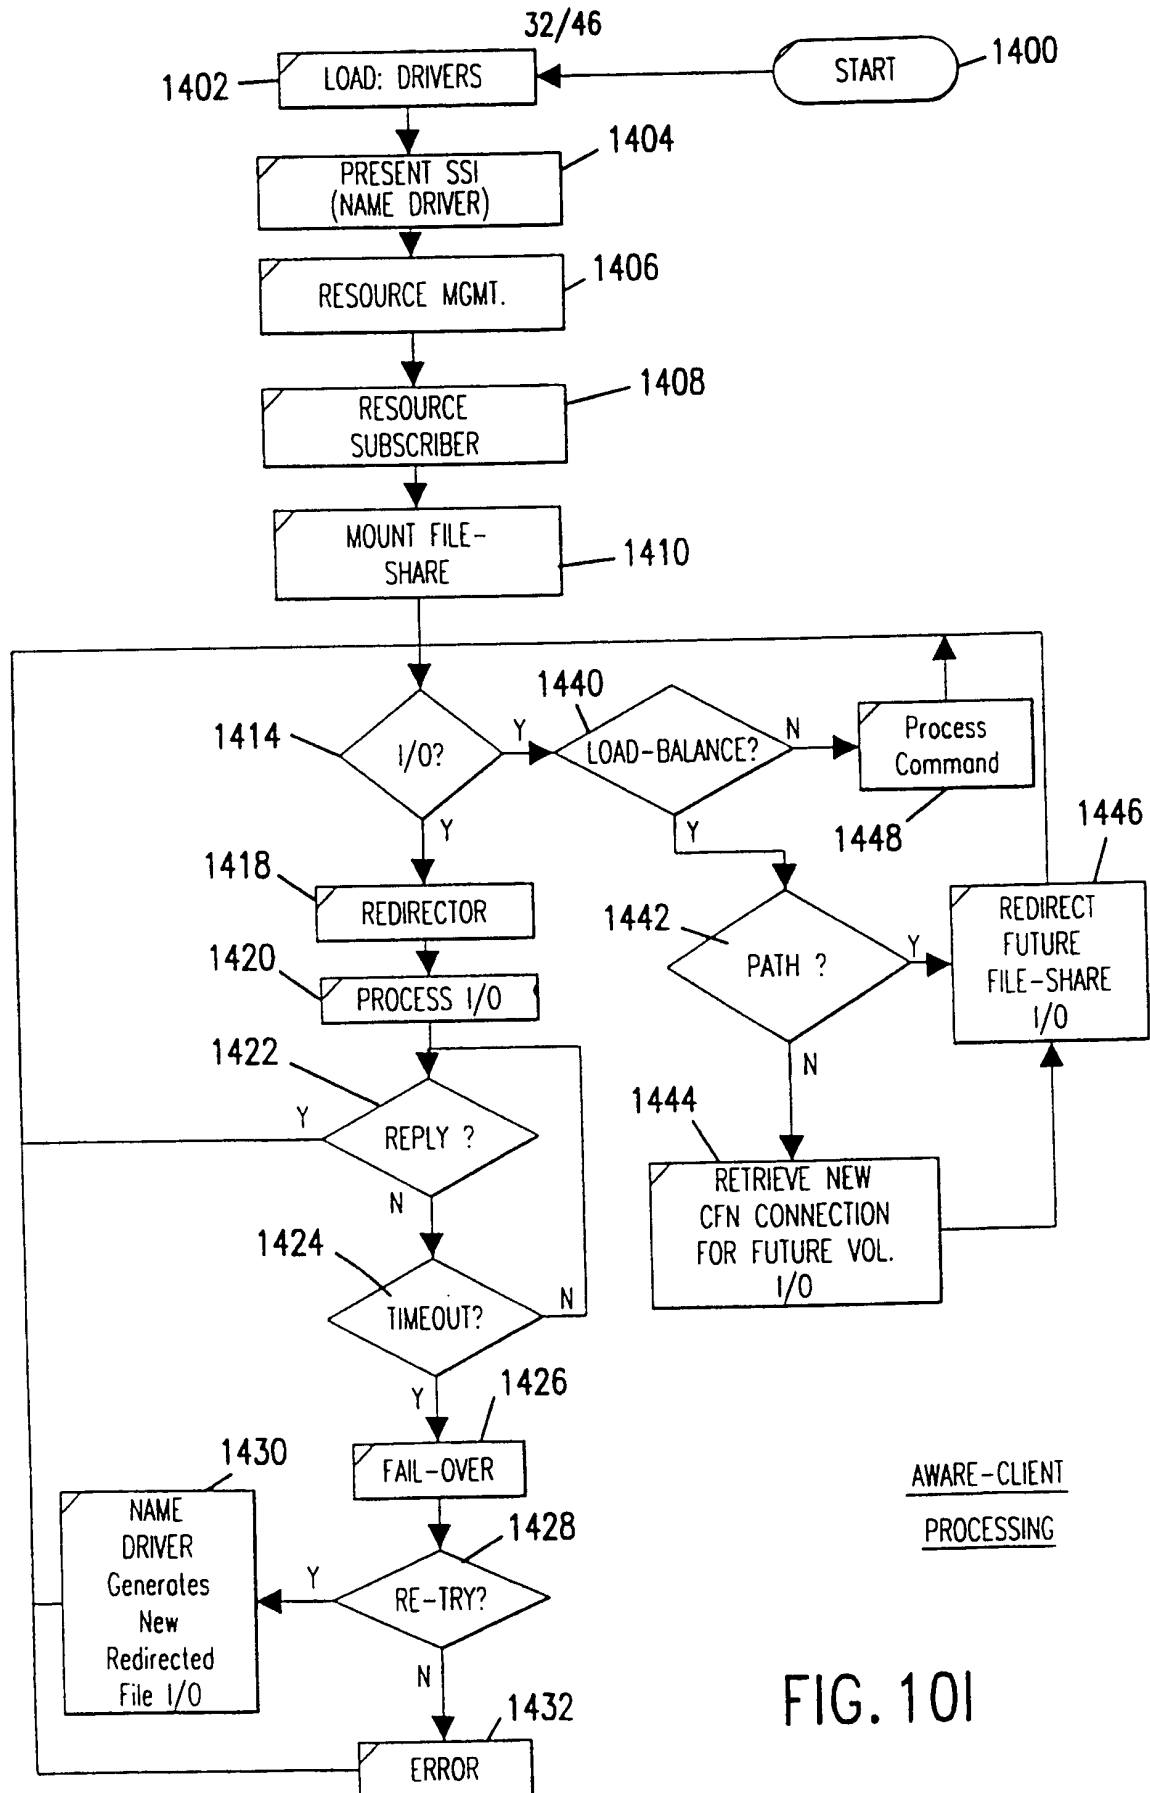 32/46
START
1400
1402
LOAD: DRIVERS
1404
PRESENT SSI
(NAME DRIVER)
1406
RESOURCE MGMT.
1408
RESOURCE
SUBSCRIBER
1410
MOUNT FILE-
SHARE
1414
I/O?
Y
Y
1440
LOAD-BALANCE?
N
Y
Process
Command
1448
1446
REDIRECT
FUTURE
FILE-SHARE
I/O
1418
REDIRECTOR
1442
PATH ?
Y
N
1420
PROCESS I/O
1422
REPLY ?
Y
N
1444
RETRIEVE NEW
CFN CONNECTION
FOR FUTURE VOL.
I/O
1424
TIMEOUT?
N
Y
1426
FAIL-OVER
1428
RE-TRY?
Y
N
1430
NAME
DRIVER
Generates
New
Redirected
File I/O
1432
ERROR
AWARE-CLIENT
PROCESSING
FIG. 10I